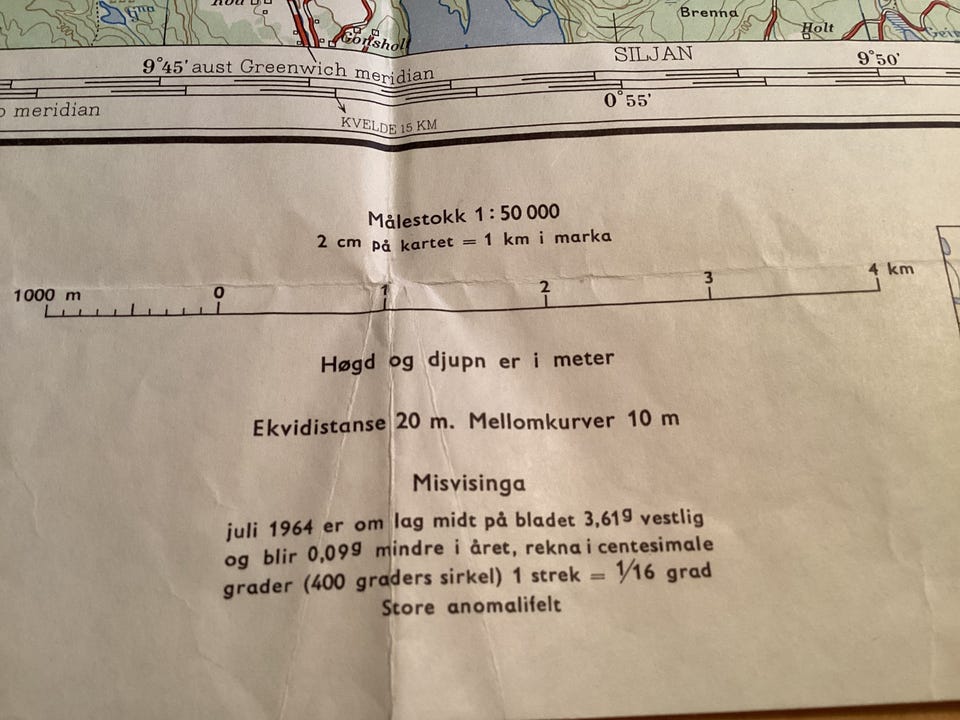 Gonsholt
Brenna
Holt
9°45' aust Greenwich meridian
SILJAN
9°50'
meridian
0°55'
KVELDE 15 KM
Målestokk 1:50 000
2 cm på kartet = 1 km i marka
1000 m 0 1 2 3 4 km
Høgd og djupn er i meter
Ekvidistanse 20 m. Mellomkurver 10 m
Misvisinga
juli 1964 er om lag midt på bladet 3,61g vestlig
og blir 0,09g mindre i året, rekna i centesimale
grader (400 graders sirkel) 1 strek = 1/16 grad
Store anomalifelt